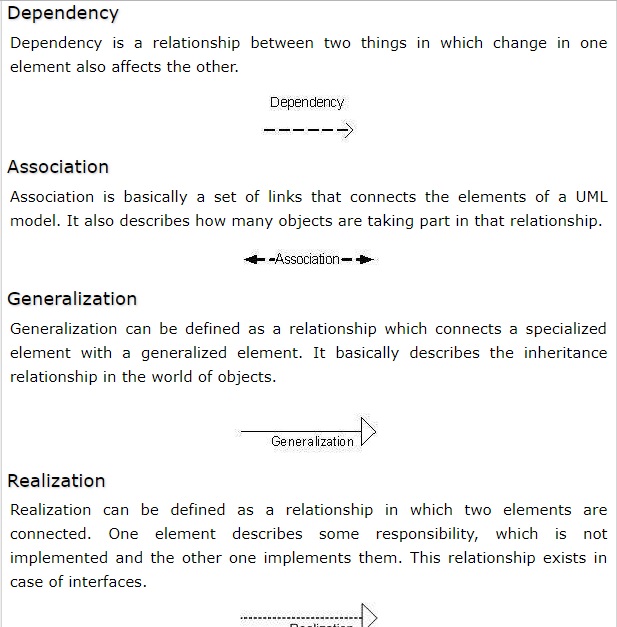 Dependency
Dependency is a relationship between two things in which change in one
element also affects the other.
Dependency
Association
Association is basically a set of links that connects the elements of a UML
model. It also describes how many objects are taking part in that relationship.
Association
Generalization
Generalization can be defined as a relationship which connects a specialized
element with a generalized element. It basically describes the inheritance
relationship in the world of objects.
Generalization
Realization
Realization can be defined as a relationship in which two elements are
connected. One element describes some responsibility, which is not
implemented and the other one implements them. This relationship exists in
case of interfaces.